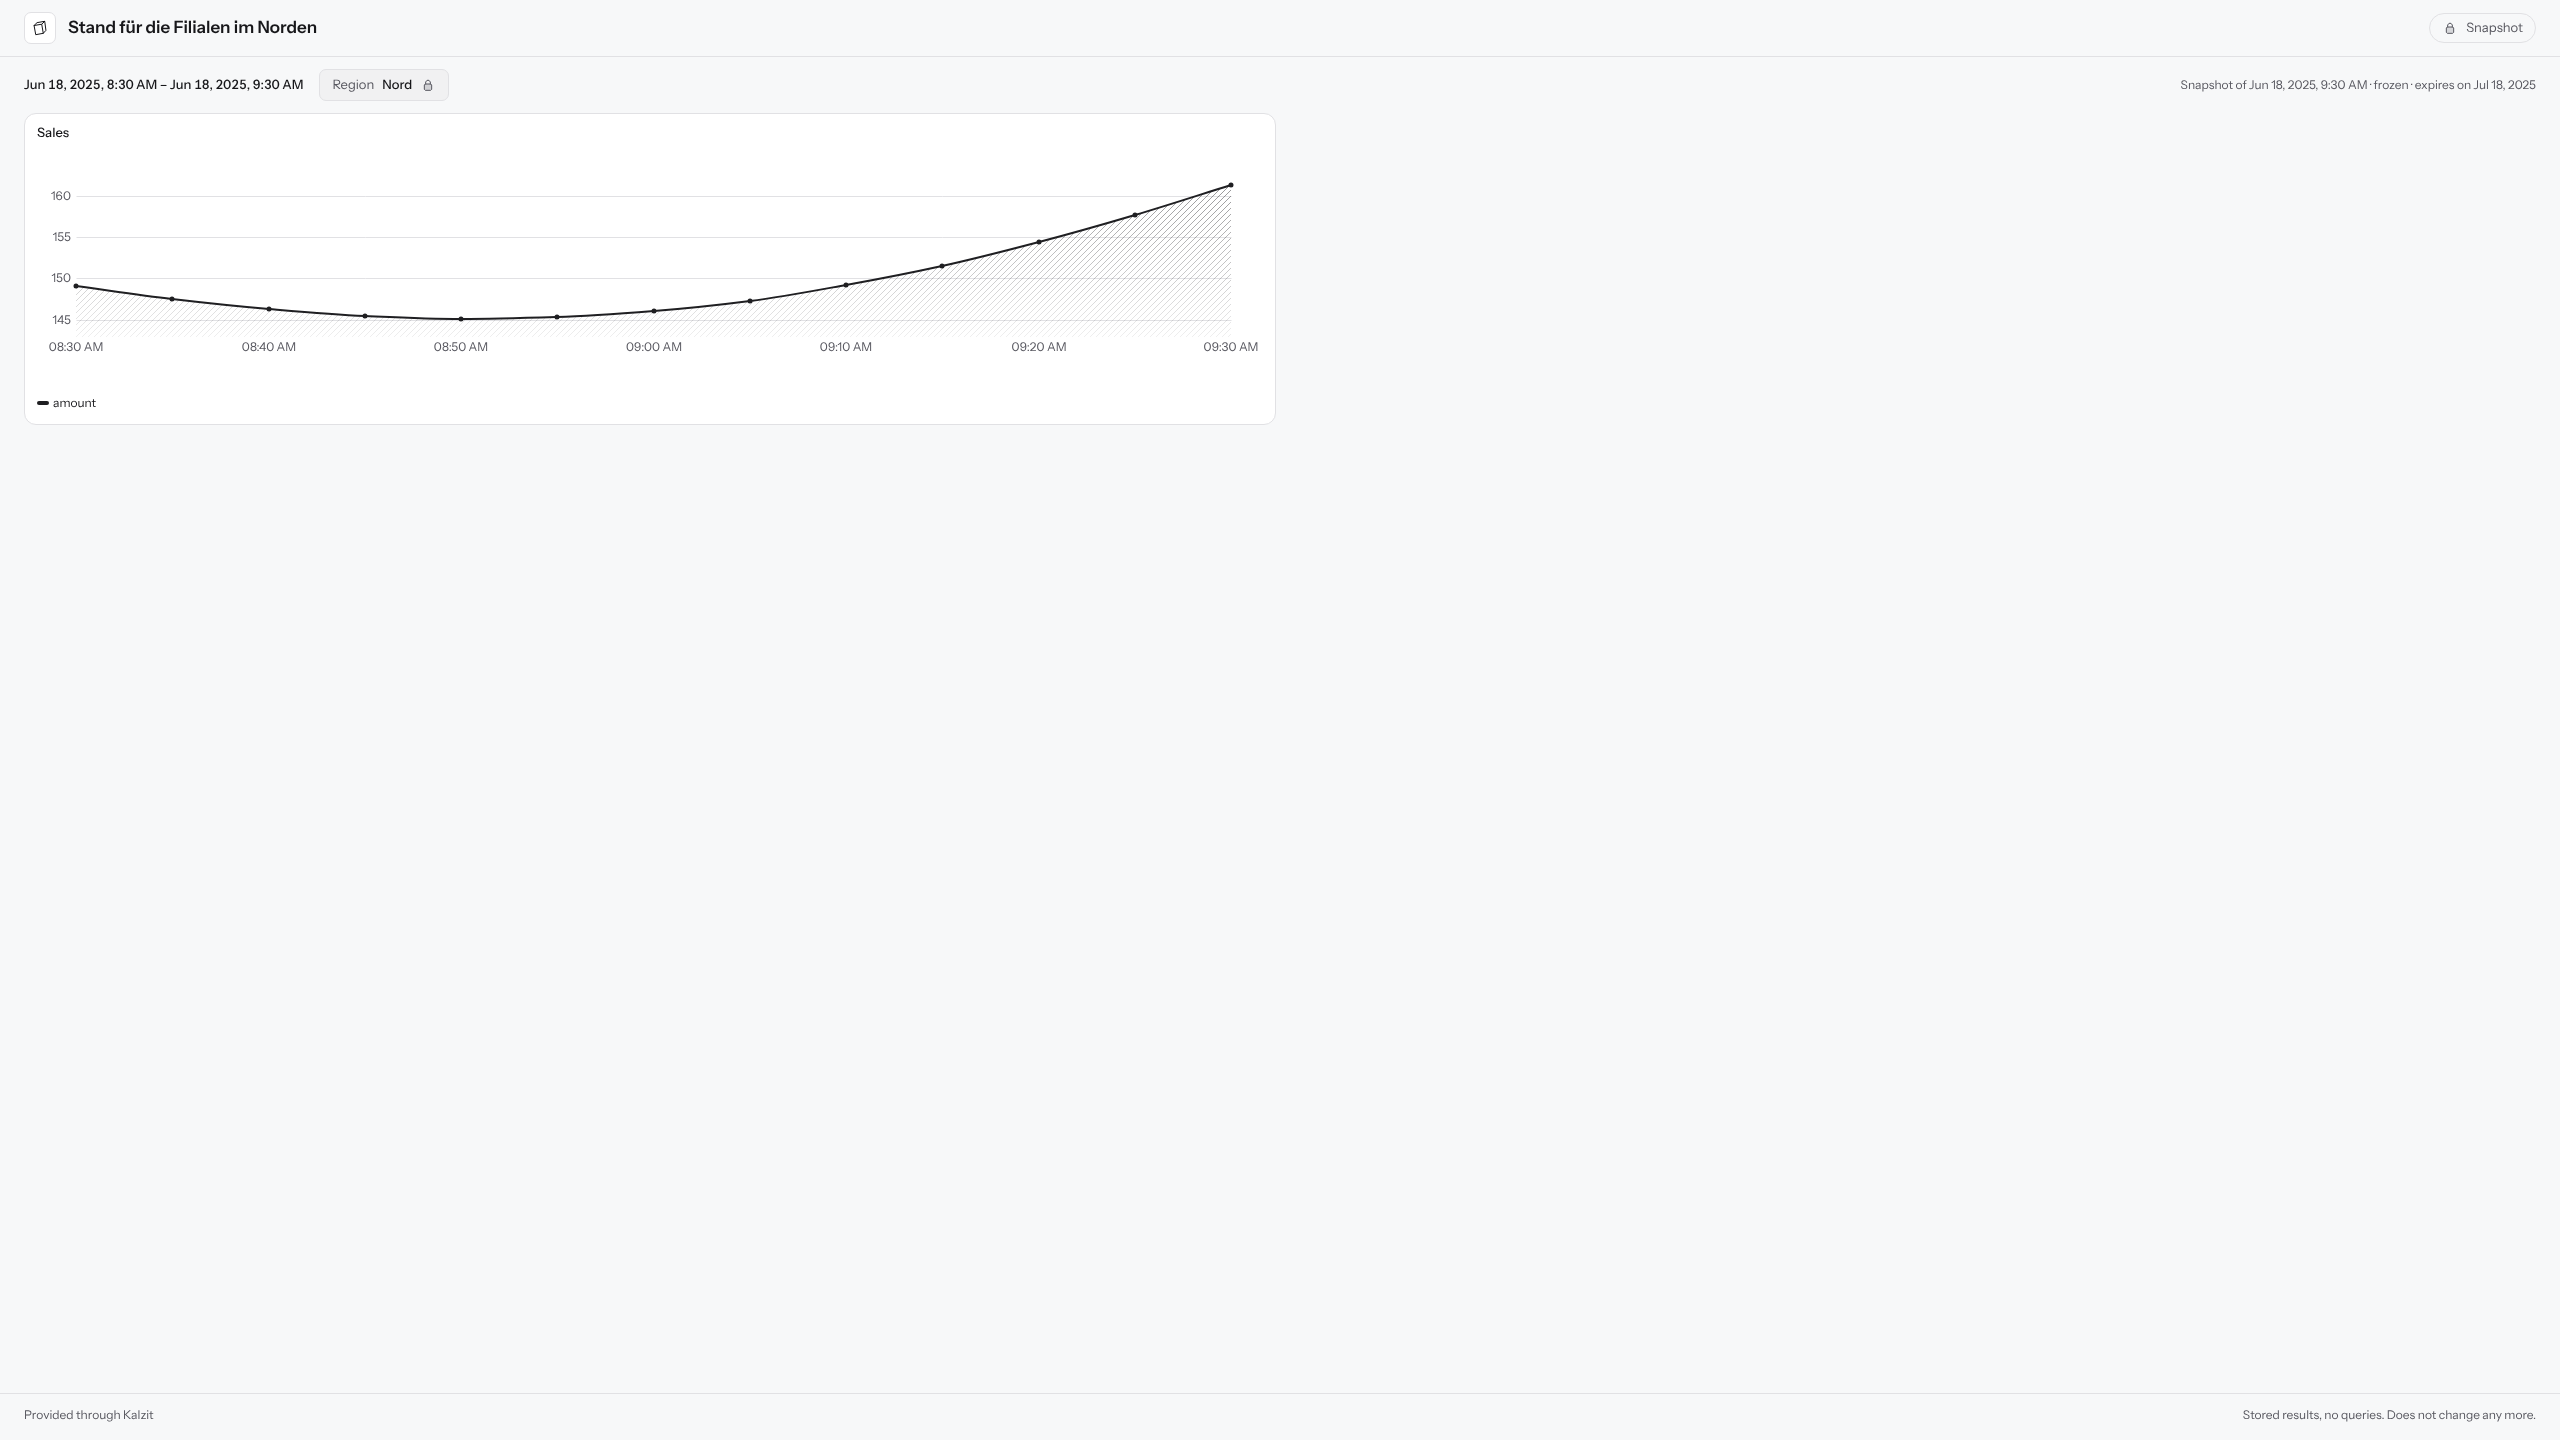 Stand für die Filialen im Norden
Snapshot
Jun 18, 2025, 8:30 AM – Jun 18, 2025, 9:30 AM
Region Nord
Snapshot of Jun 18, 2025, 9:30 AM · frozen · expires on Jul 18, 2025
Sales
160
155
150
145
08:30 AM 08:40 AM 08:50 AM 09:00 AM 09:10 AM 09:20 AM 09:30 AM
amount
Provided through Kalzit
Stored results, no queries. Does not change any more.